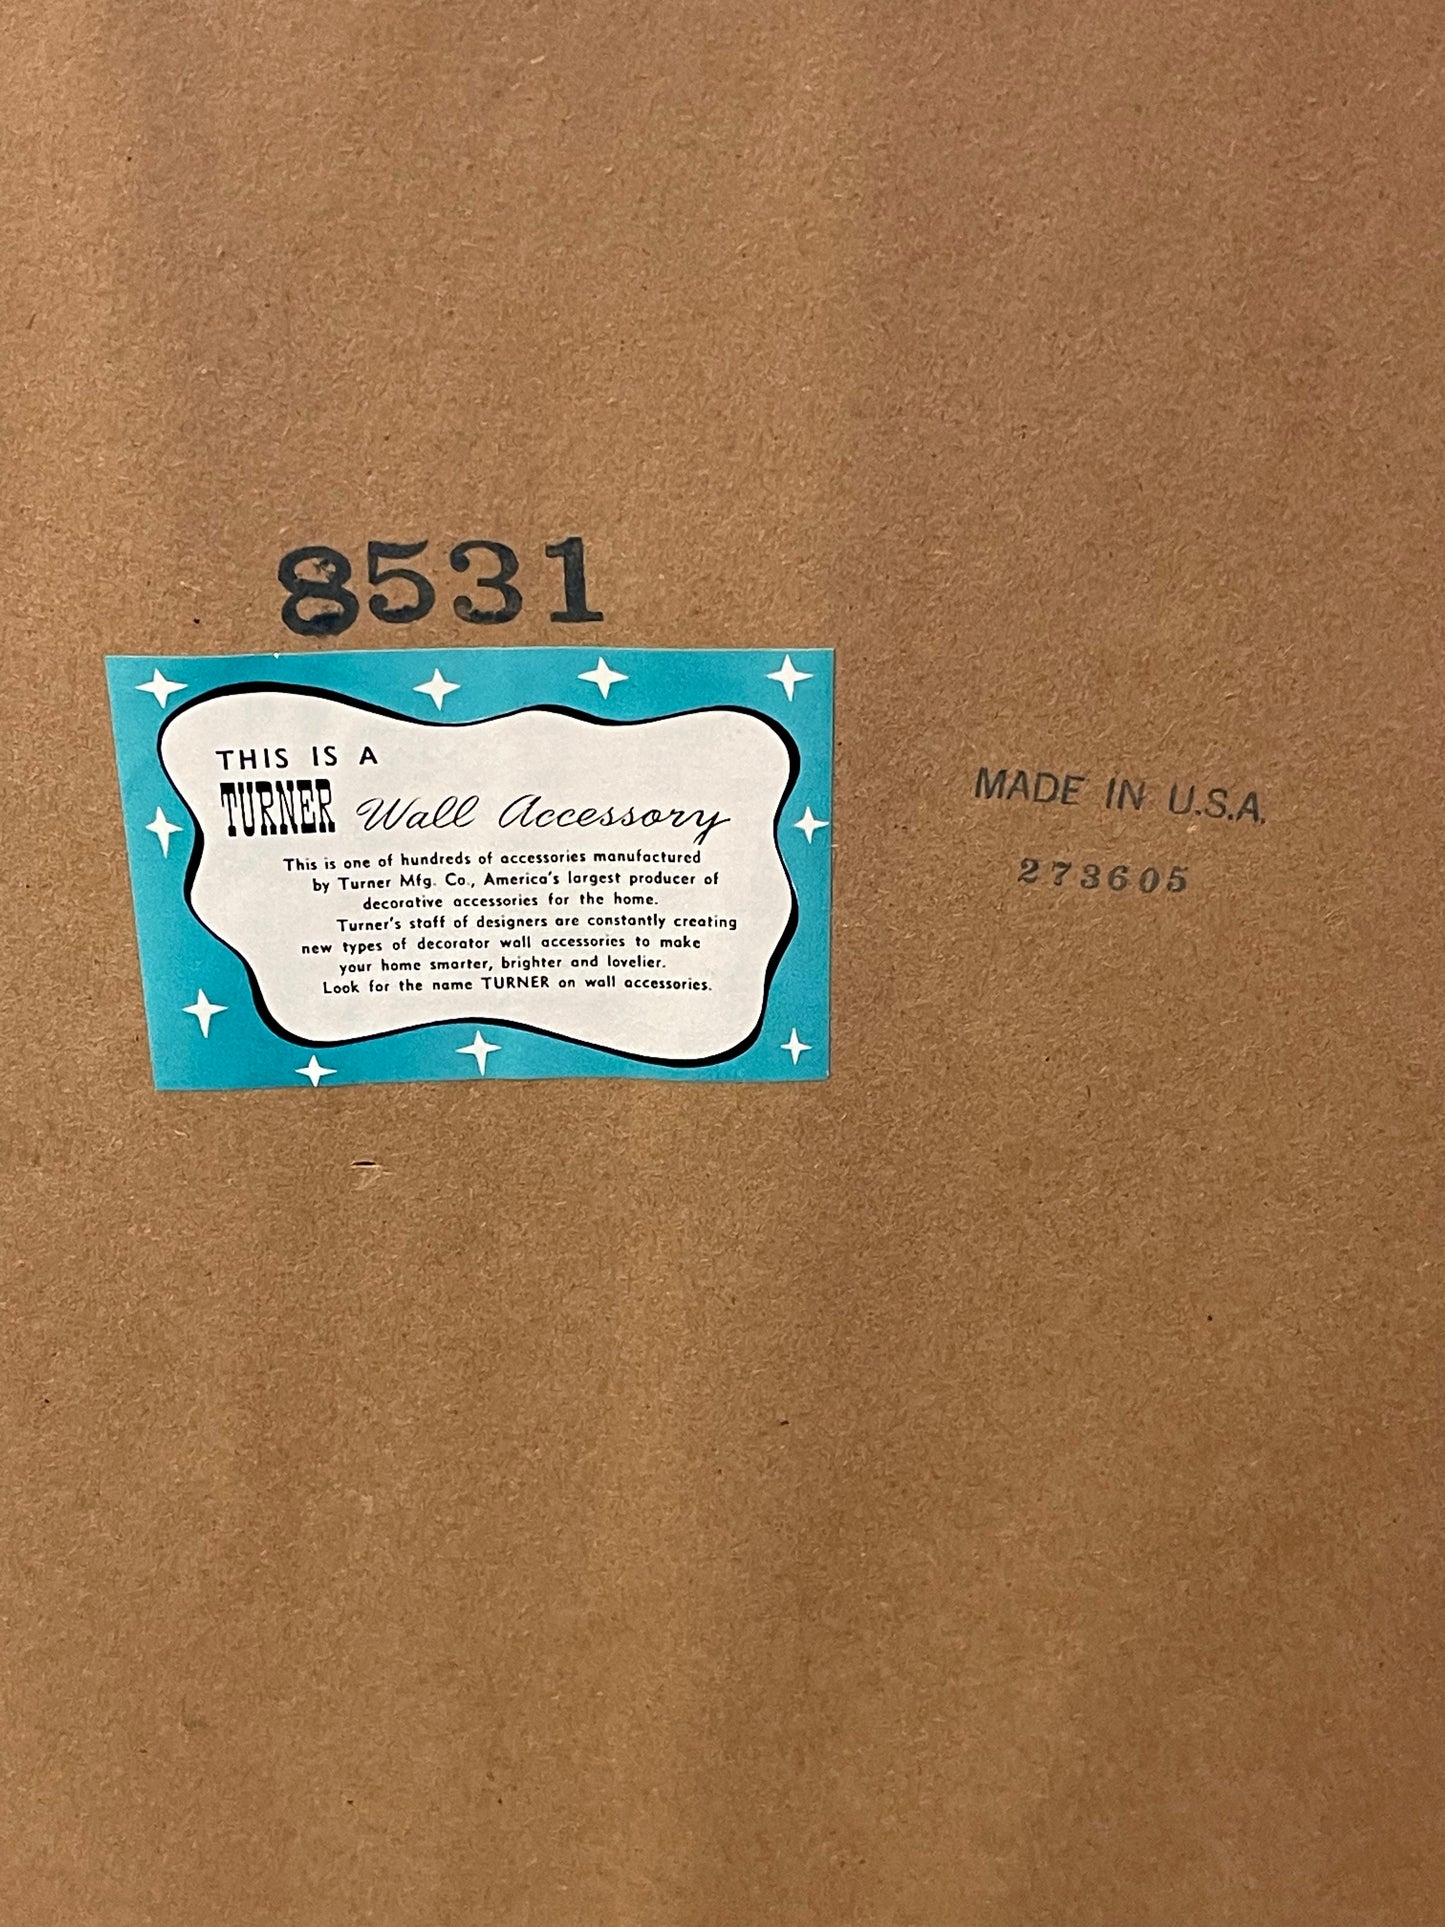 8531
THIS IS A
TURNER Wall Accessory
This is one of hundreds of accessories manufactured
by Turner Mfg. Co., America's largest producer of
decorative accessories for the home.
Turner's staff of designers are constantly creating
new types of decorator wall accessories to make
your home smarter, brighter and lovelier.
Look for the name TURNER on wall accessories.
MADE IN U.S.A.
273605